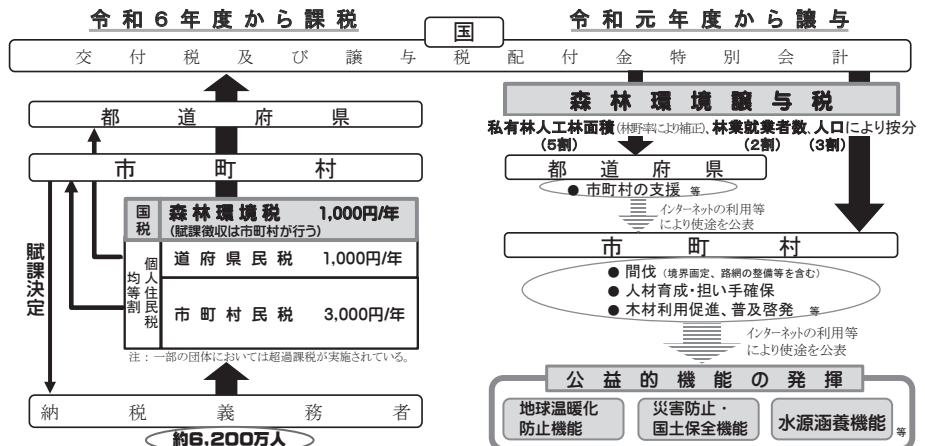 令和6年度から課税
国
令和元年度から譲与
交付税及び譲与税配付金特別会計
都道府県
市町村
国税
森林環境税 1,000円/年
(賦課徴収は市町村が行う)
個人住民税
均等割
道府県民税 1,000円/年
市町村民税 3,000円/年
注：一部の団体においては超過課税が実施されている。
賦課決定
納税義務者
約6,200万人
森林環境譲与税
私有林人工林面積(林野率により補正)、林業就業者数、人口により按分
(5割) (2割) (3割)
都道府県
● 市町村の支援 等
インターネットの利用等
により使途を公表
市町村
● 間伐（境界画定、路網の整備等を含む）
● 人材育成・担い手確保
● 木材利用促進、普及啓発 等
インターネットの利用等
により使途を公表
公益的機能の発揮
地球温暖化
防止機能
災害防止・
国土保全機能
水源涵養機能
等